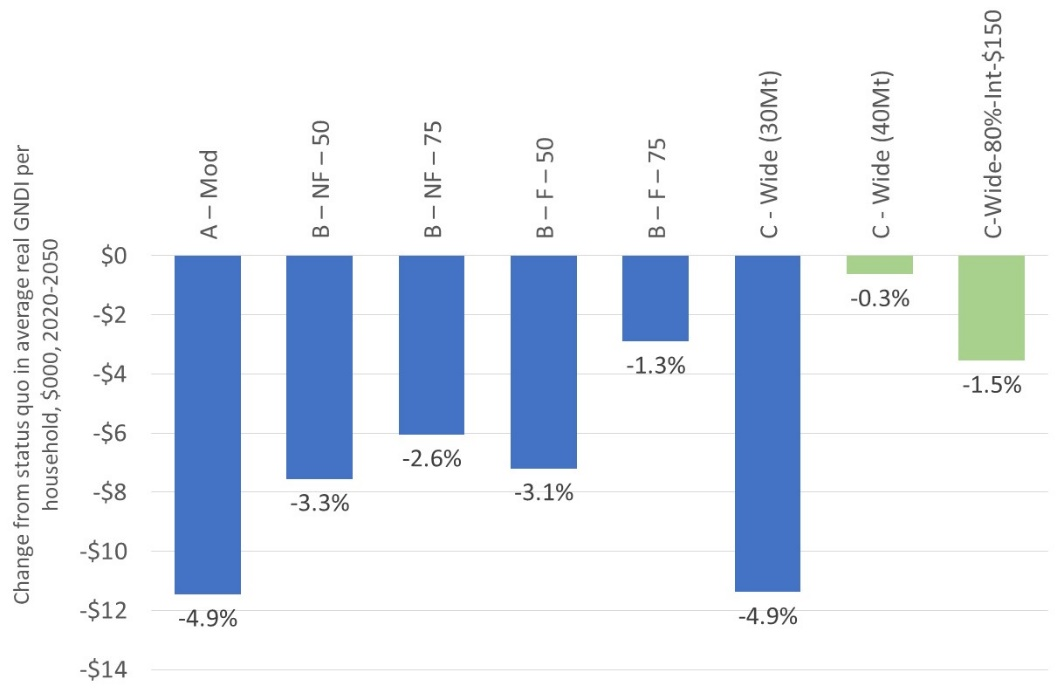 Change from status quo in average real GNDI per
household, $000, 2020-2050
A – Mod
B – NF – 50
B – NF – 75
B – F – 50
B – F – 75
C - Wide (30Mt)
C - Wide (40Mt)
C-Wide-80%-Int-$150
$0
-$2
-$4
-$6
-$8
-$10
-$12
-$14
-4.9%
-3.3%
-2.6%
-3.1%
-1.3%
-4.9%
-0.3%
-1.5%